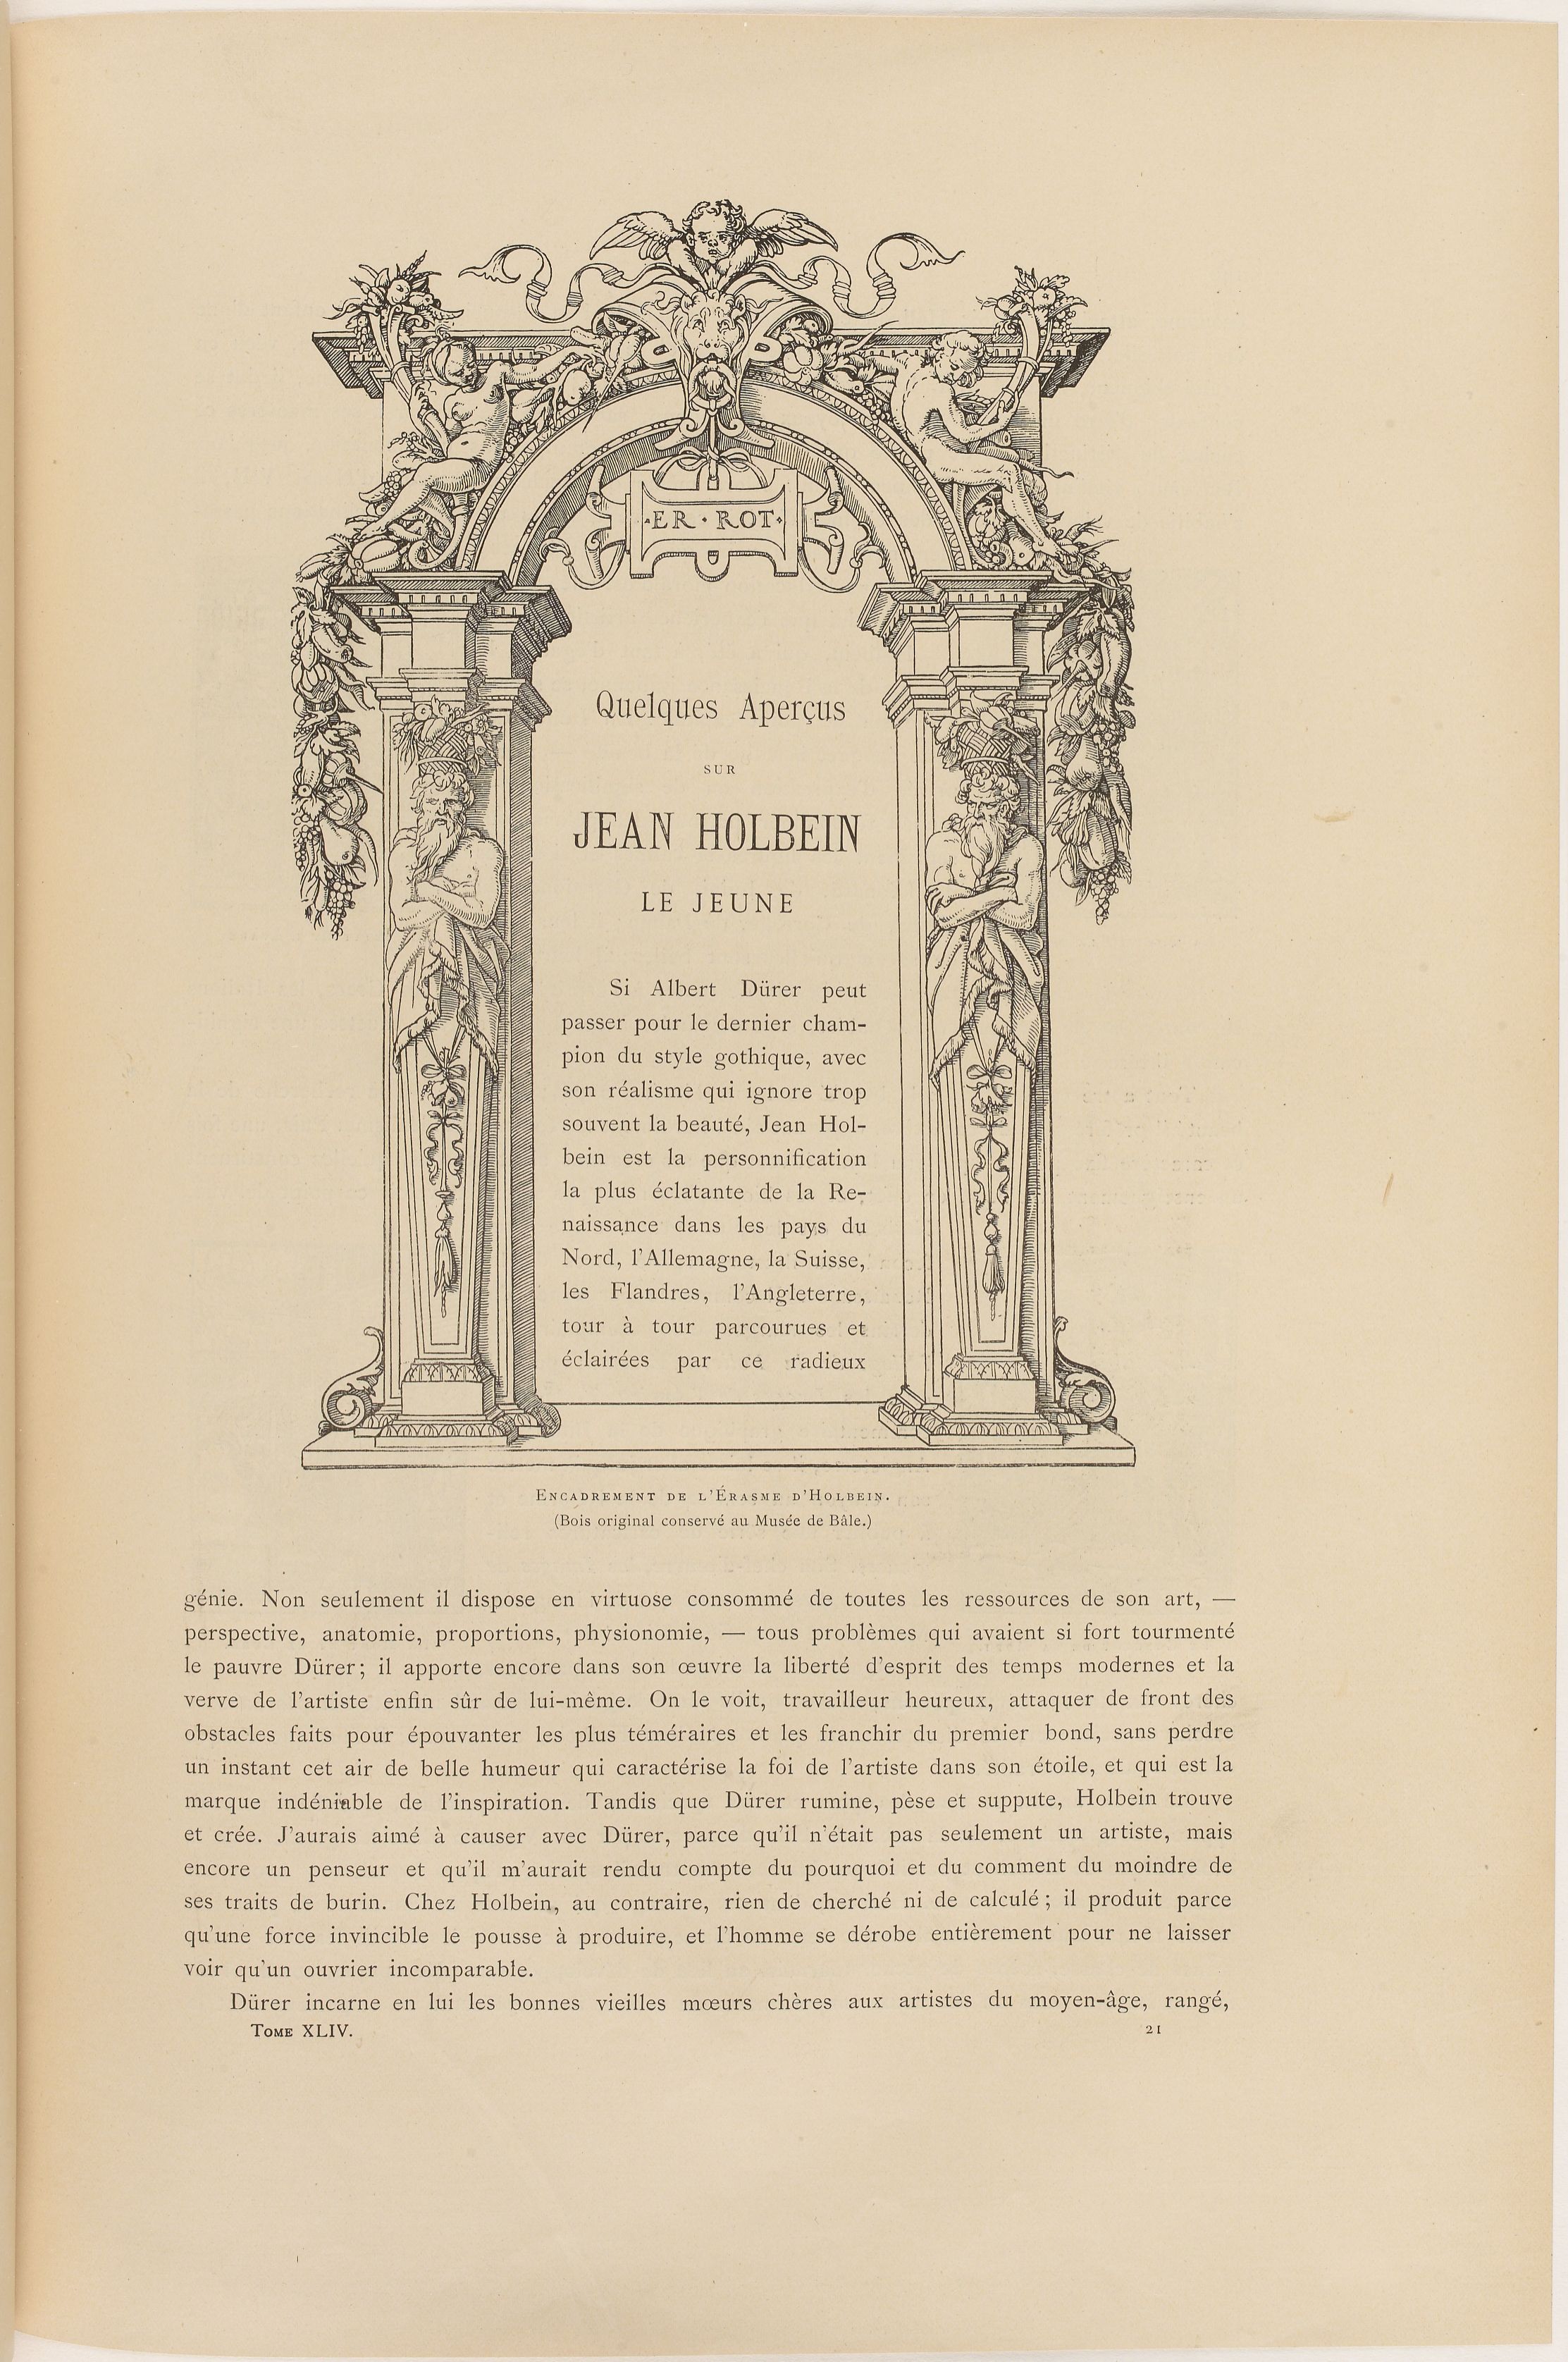 ·ER·ROT·
Quelques Aperçus
SUR
JEAN HOLBEIN
LE JEUNE
Si Albert Dürer peut
passer pour le dernier cham-
pion du style gothique, avec
son réalisme qui ignore trop
souvent la beauté, Jean Hol-
bein est la personnification
la plus éclatante de la Re-
naissance dans les pays du
Nord, l'Allemagne, la Suisse,
les Flandres, l'Angleterre,
tour à tour parcourues et
éclairées par ce radieux
ENCADREMENT DE L'ÉRASME D'HOLBEIN.
(Bois original conservé au Musée de Bâle.)
génie. Non seulement il dispose en virtuose consommé de toutes les ressources de son art, —
perspective, anatomie, proportions, physionomie, — tous problèmes qui avaient si fort tourmenté
le pauvre Dürer; il apporte encore dans son œuvre la liberté d'esprit des temps modernes et la
verve de l'artiste enfin sûr de lui-même. On le voit, travailleur heureux, attaquer de front des
obstacles faits pour épouvanter les plus téméraires et les franchir du premier bond, sans perdre
un instant cet air de belle humeur qui caractérise la foi de l'artiste dans son étoile, et qui est la
marque indéniable de l'inspiration. Tandis que Dürer rumine, pèse et suppute, Holbein trouve
et crée. J'aurais aimé à causer avec Dürer, parce qu'il n'était pas seulement un artiste, mais
encore un penseur et qu'il m'aurait rendu compte du pourquoi et du comment du moindre de
ses traits de burin. Chez Holbein, au contraire, rien de cherché ni de calculé; il produit parce
qu'une force invincible le pousse à produire, et l'homme se dérobe entièrement pour ne laisser
voir qu'un ouvrier incomparable.
Dürer incarne en lui les bonnes vieilles mœurs chères aux artistes du moyen-âge, rangé,
TOME XLIV. 21